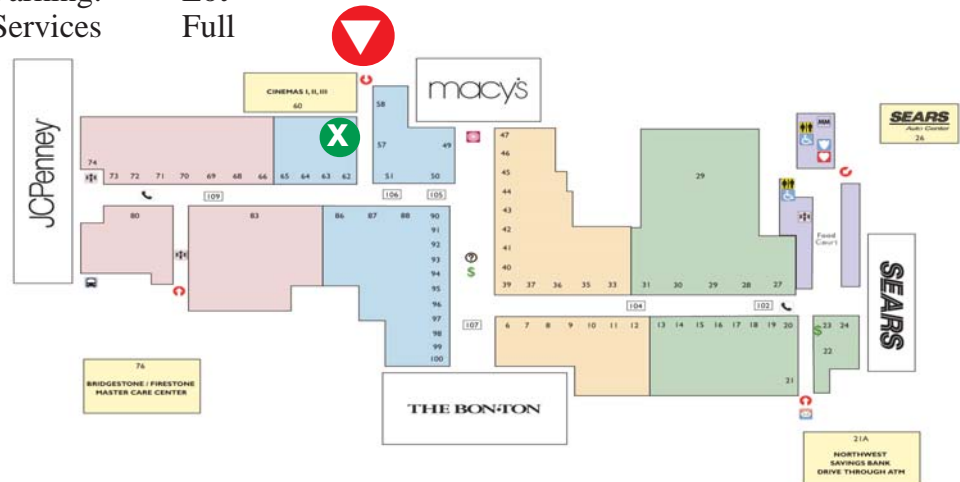 Parking: Lot
Services Full
CINEMAS I, II, III
60
macy's
SEARS
Auto Center
26
JCPenney
58
57 49
51 50
74
73 72 71 70 69 68 66 65 64 63 62
X
109 106 105
80 83 86 87 88 90
91
92
93
94
95
96
97
98
99
100
47
46
45
44
43
42
41
40
39 37 36 35 33 31 30 29 28 27
29
MM
Food
Court
SEARS
?
$
107 104 102
6 7 8 9 10 11 12 13 14 15 16 17 18 19 20
21
$ 23 24
22
76
BRIDGESTONE / FIRESTONE
MASTER CARE CENTER
THE BON·TON
21A
NORTHWEST
SAVINGS BANK
DRIVE THROUGH ATM